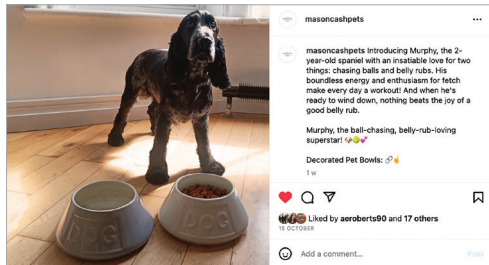 masoncashpets
masoncashpets Introducing Murphy, the 2-
year-old spaniel with an insatiable love for two
things: chasing balls and belly rubs. His
boundless energy and enthusiasm for fetch
make every day a workout! And when he's
ready to wind down, nothing beats the joy of a
good belly rub.
Murphy, the ball-chasing, belly-rub-loving
superstar! 🐶🎾💕
Decorated Pet Bowls: 🔗☝
1 w
Liked by aeroberts90 and 17 others
15 OCTOBER
Add a comment...
Post
DOG
DOG